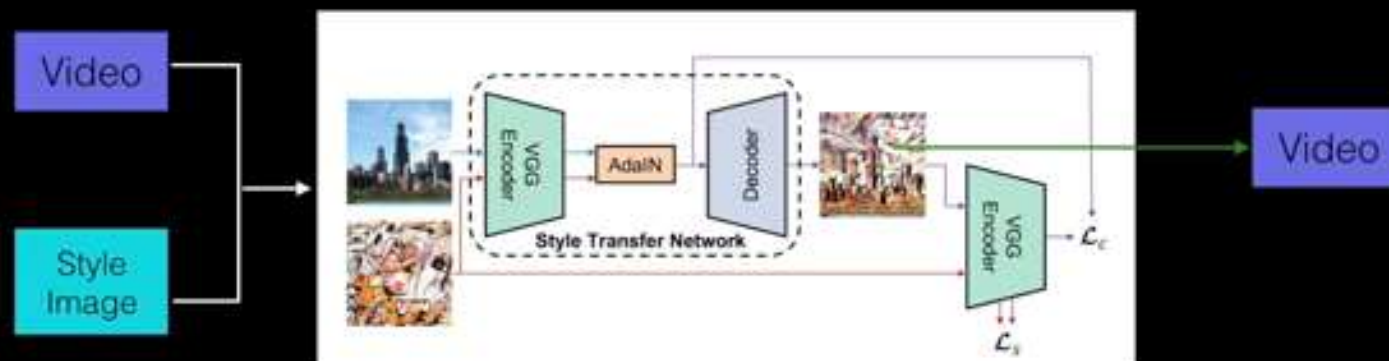 Video
Style
Image
VGG
Encoder
AdaIN
Decoder
Style Transfer Network
VGG
Encoder
ℒc
ℒs
Video